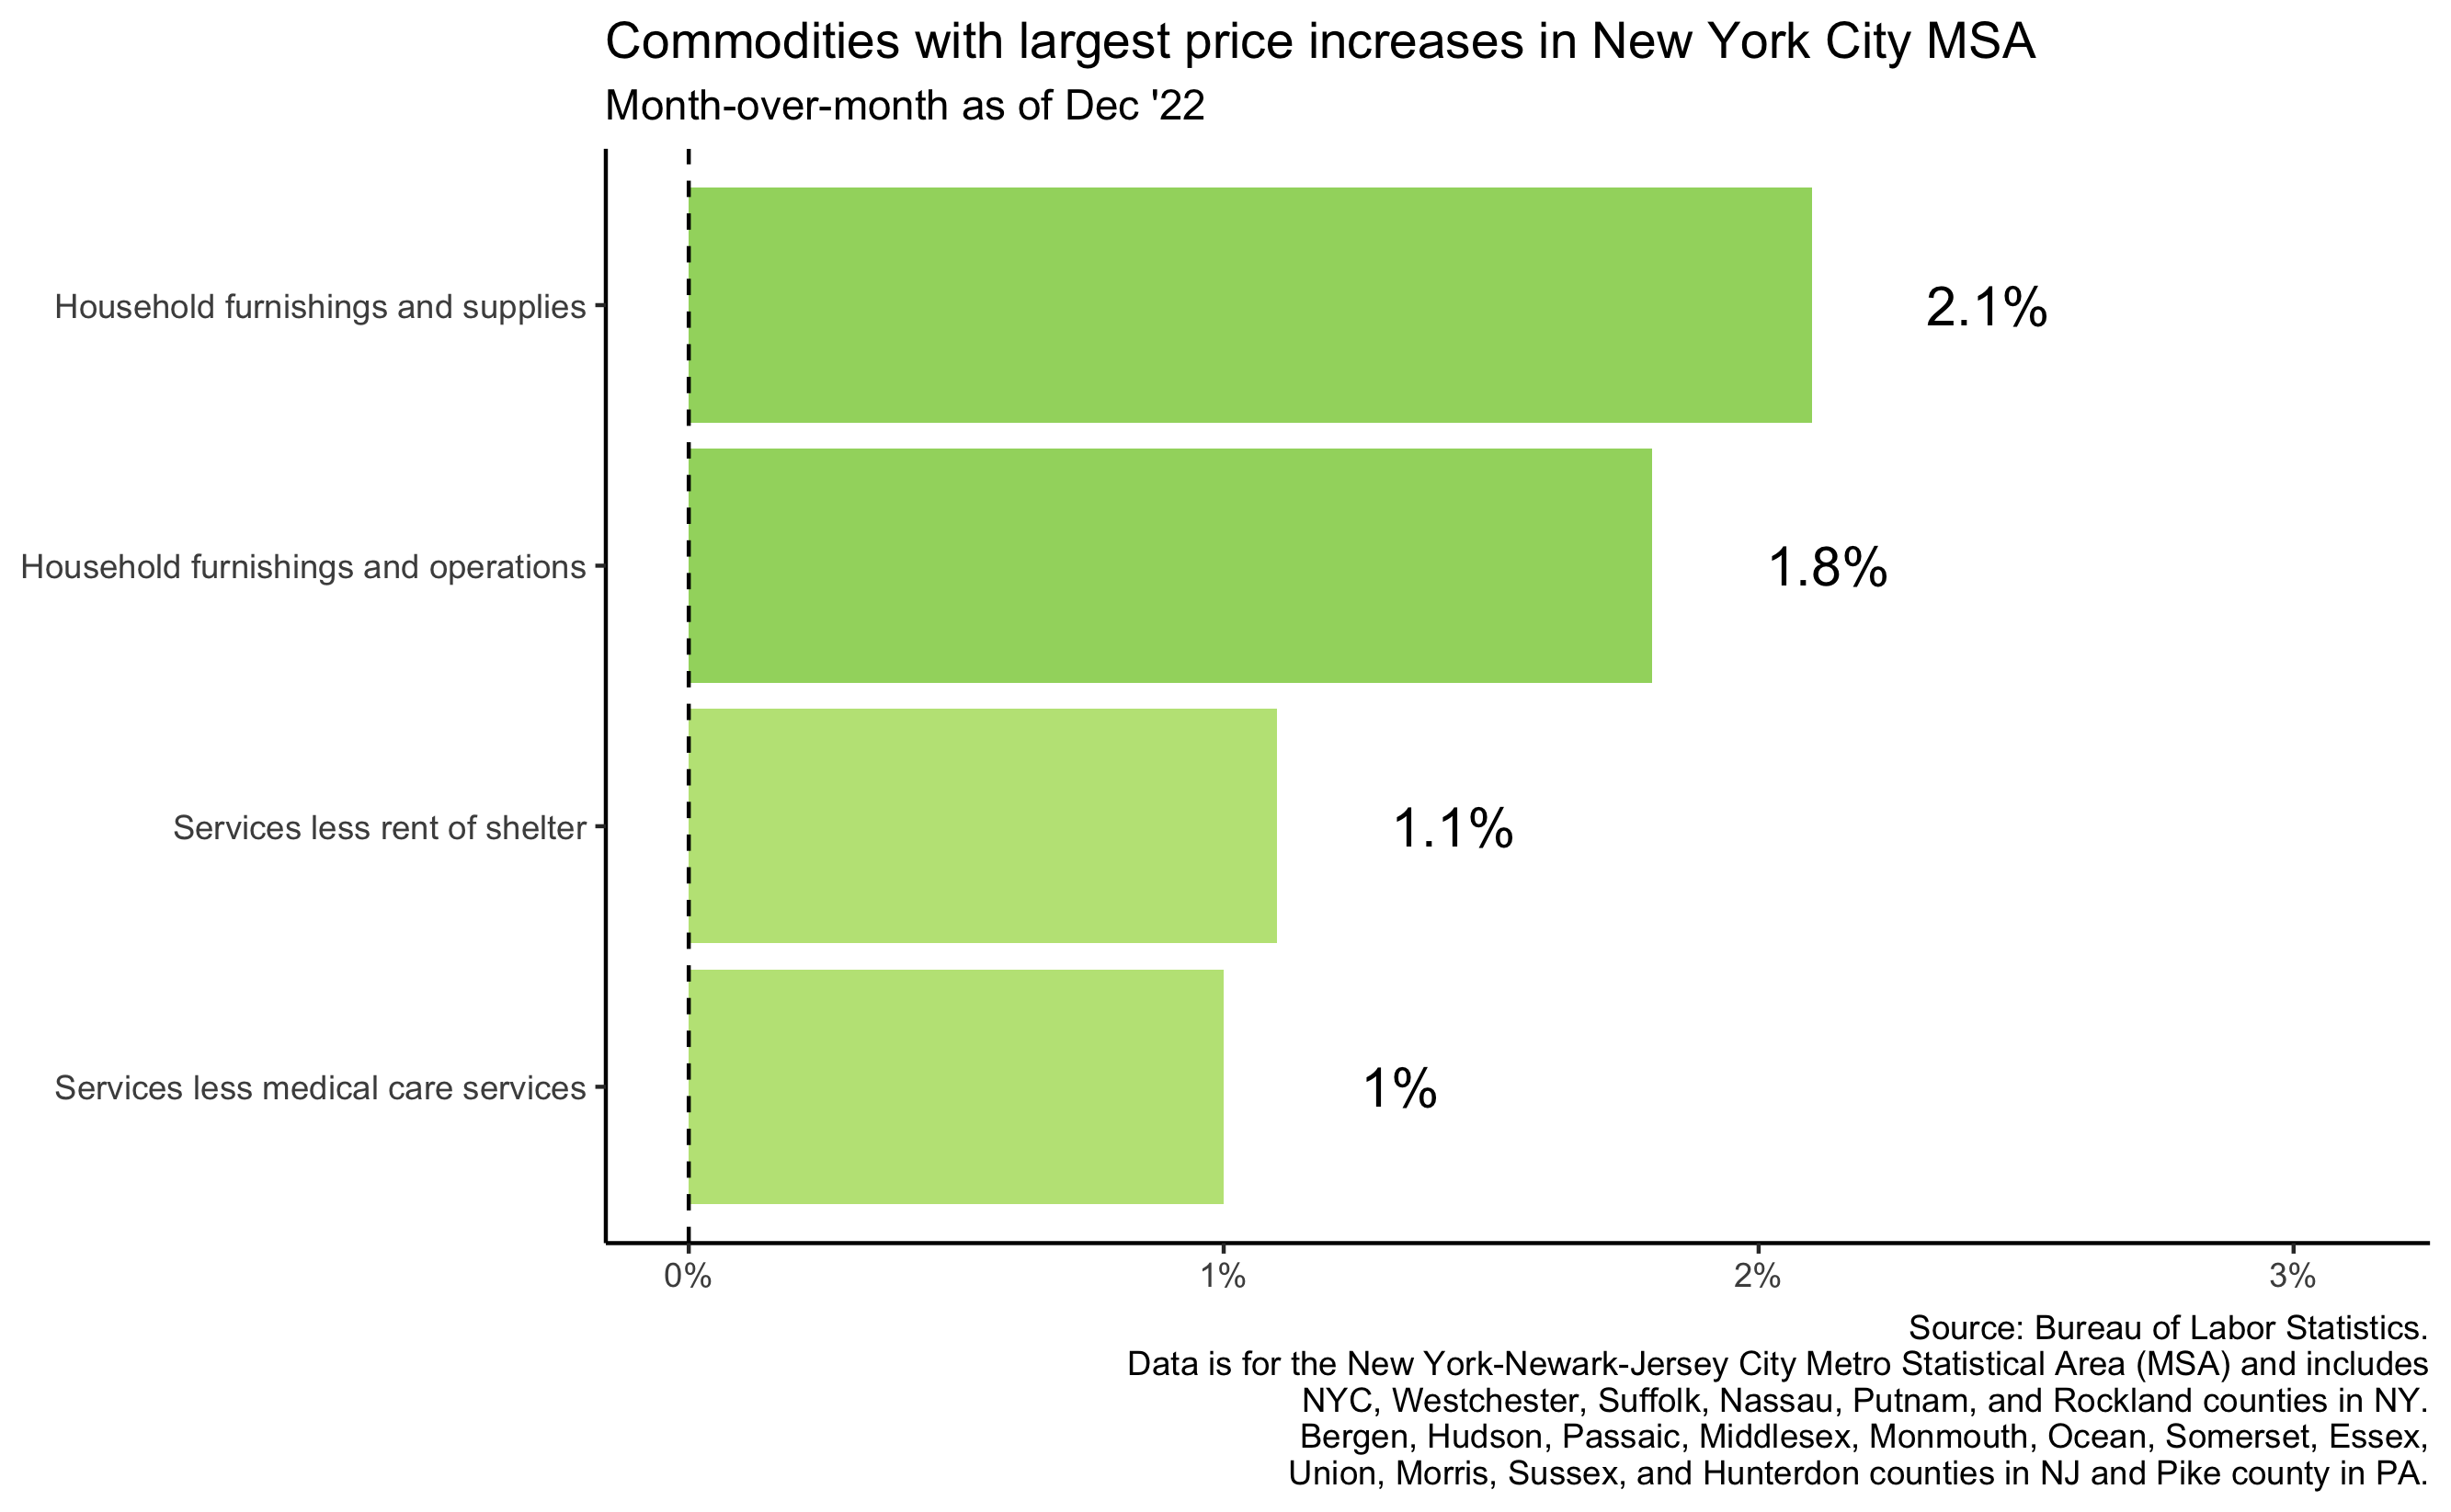 Commodities with largest price increases in New York City MSA
Month-over-month as of Dec '22
Household furnishings and supplies
2.1%
Household furnishings and operations
1.8%
Services less rent of shelter
1.1%
Services less medical care services
1%
0%
1%
2%
3%
Source: Bureau of Labor Statistics.
Data is for the New York-Newark-Jersey City Metro Statistical Area (MSA) and includes
NYC, Westchester, Suffolk, Nassau, Putnam, and Rockland counties in NY.
Bergen, Hudson, Passaic, Middlesex, Monmouth, Ocean, Somerset, Essex,
Union, Morris, Sussex, and Hunterdon counties in NJ and Pike county in PA.